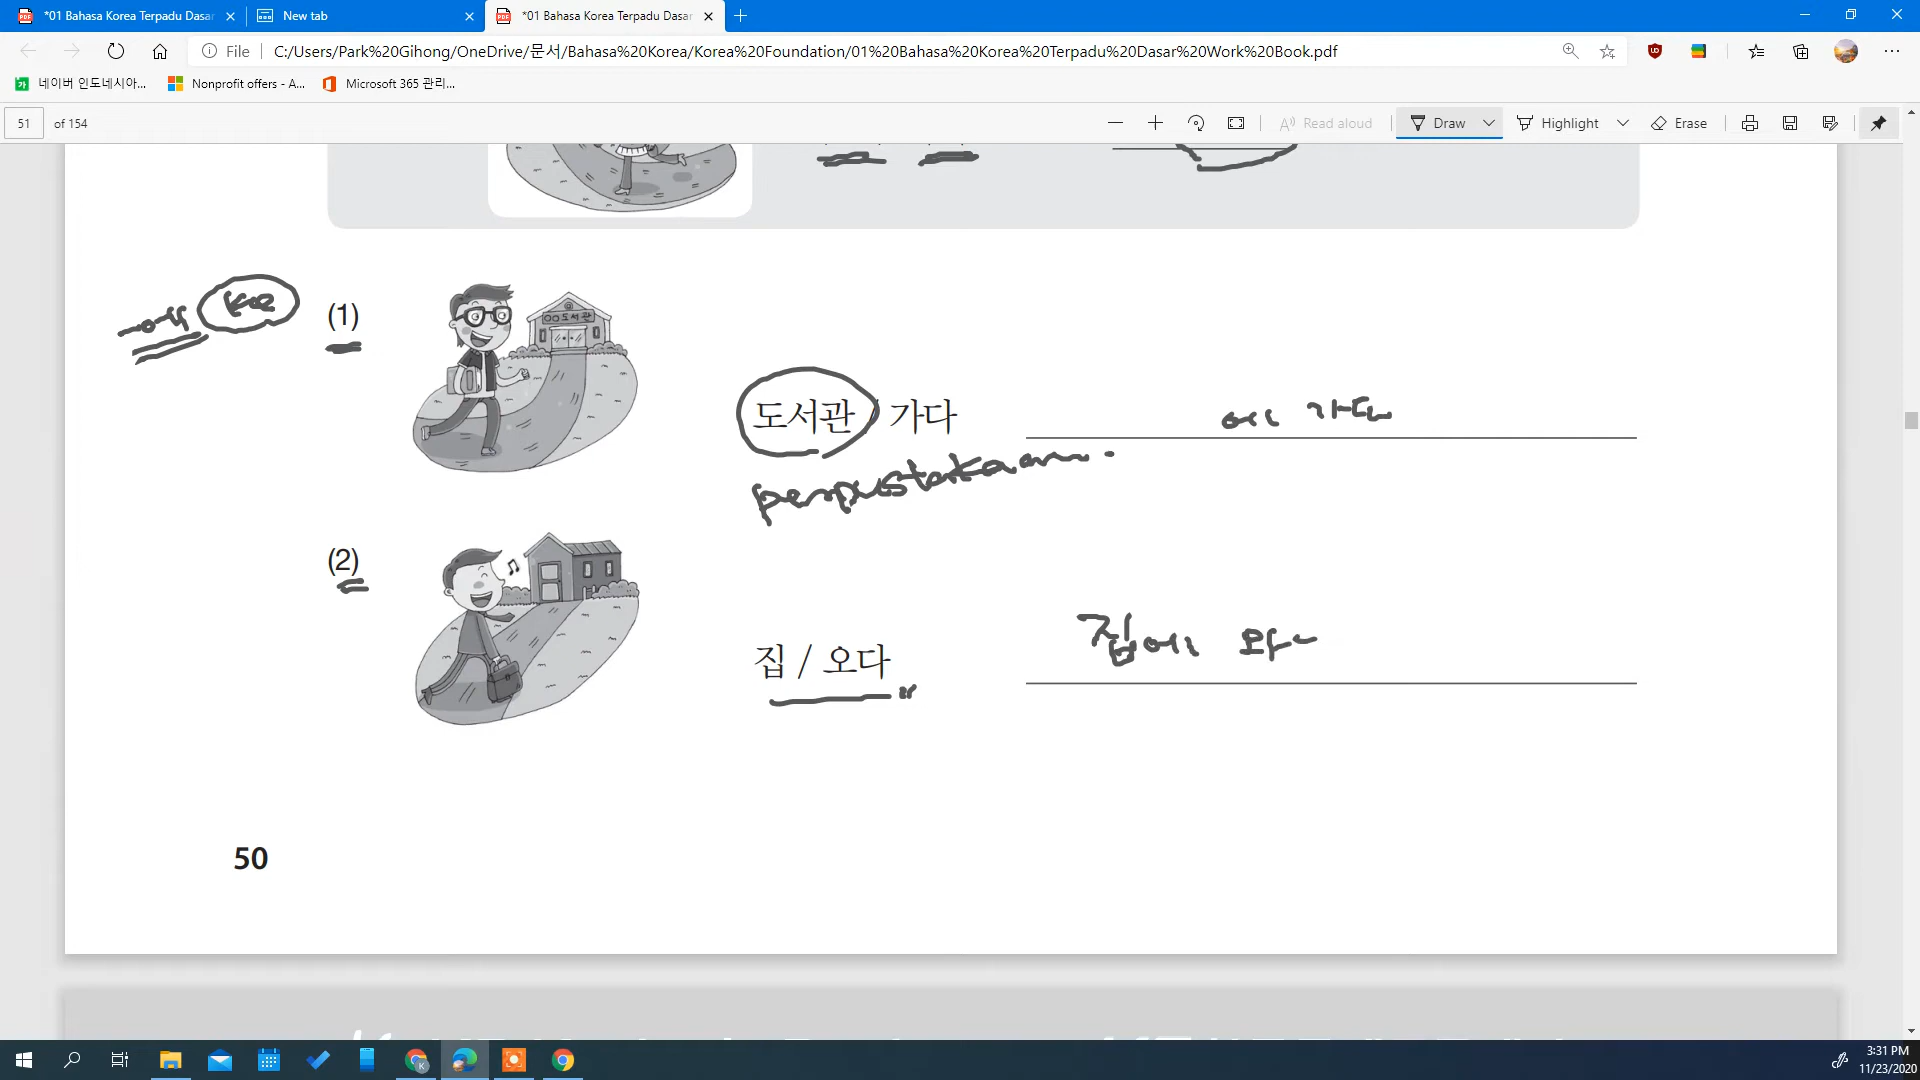 *01 Bahasa Korea Terpadu Dasar
New tab
*01 Bahasa Korea Terpadu Dasar
File
C:/Users/Park%20Gihong/OneDrive/문서/Bahasa%20Korea/Korea%20Foundation/01%20Bahasa%20Korea%20Terpadu%20Dasar%20Work%20Book.pdf
네이버 인도네시아...
Nonprofit offers - A...
Microsoft 365 관리...
51 of 154
Read aloud
Draw
Highlight
Erase
~에 ke
(1)
○○도서관
도서관 / 가다
에 가다
perpustakaan.
(2)
집 / 오다
집에
50
3:31 PM
11/23/2020